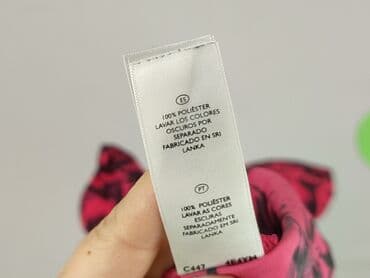 ES
100% POLIÉSTER
LAVAR LOS COLORES
OSCUROS POR
SEPARADO
FABRICADO EN SRI
LANKA
PT
100% POLIÉSTER
LAVAR AS CORES
ESCURAS
SEPARADAMENTE
FABRICADO EM SRI
LANKA
C447